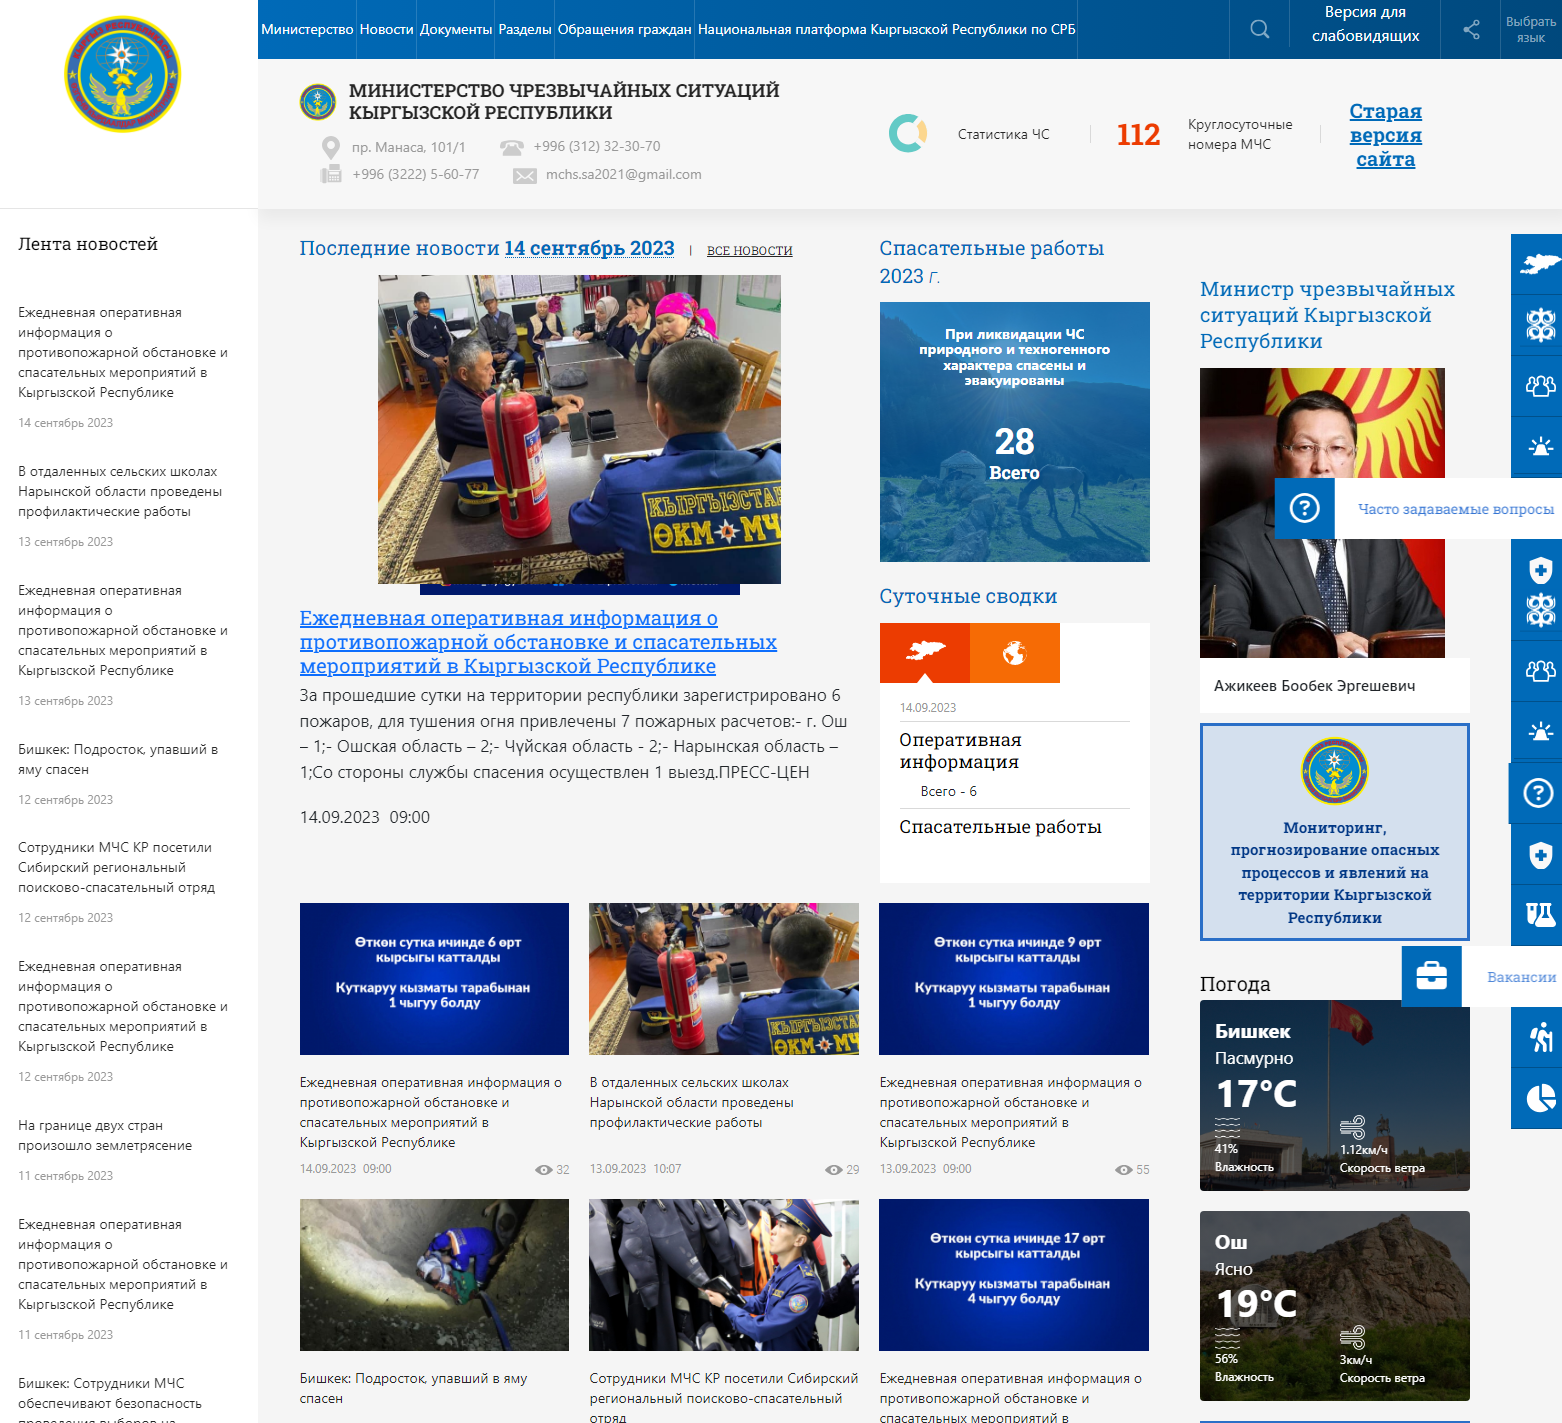 Министерство
Новости
Документы
Разделы
Обращения граждан
Национальная платформа Кыргызской Республики по СРБ
Версия для
слабовидящих
Выбрать
язык
МИНИСТЕРСТВО ЧРЕЗВЫЧАЙНЫХ СИТУАЦИЙ
КЫРГЫЗСКОЙ РЕСПУБЛИКИ
пр. Манаса, 101/1
+996 (312) 32-30-70
+996 (3222) 5-60-77
mchs.sa2021@gmail.com
Статистика ЧС
112
Круглосуточные
номера МЧС
Старая
версия
сайта
Лента новостей
Ежедневная оперативная
информация о
противопожарной обстановке и
спасательных мероприятий в
Кыргызской Республике
14 сентябрь 2023
В отдаленных сельских школах
Нарынской области проведены
профилактические работы
13 сентябрь 2023
Ежедневная оперативная
информация о
противопожарной обстановке и
спасательных мероприятий в
Кыргызской Республике
13 сентябрь 2023
Бишкек: Подросток, упавший в
яму спасен
12 сентябрь 2023
Сотрудники МЧС КР посетили
Сибирский региональный
поисково-спасательный отряд
12 сентябрь 2023
Ежедневная оперативная
информация о
противопожарной обстановке и
спасательных мероприятий в
Кыргызской Республике
12 сентябрь 2023
На границе двух стран
произошло землетрясение
11 сентябрь 2023
Ежедневная оперативная
информация о
противопожарной обстановке и
спасательных мероприятий в
Кыргызской Республике
11 сентябрь 2023
Бишкек: Сотрудники МЧС
обеспечивают безопасность
проведения выборов на
Последние новости 14 сентябрь 2023 | ВСЕ НОВОСТИ
КЫРГЫЗСТАН
ӨКМ МЧС
Ежедневная оперативная информация о
противопожарной обстановке и спасательных
мероприятий в Кыргызской Республике
За прошедшие сутки на территории республики зарегистрировано 6
пожаров, для тушения огня привлечены 7 пожарных расчетов:- г. Ош
– 1;- Ошская область – 2;- Чүйская область - 2;- Нарынская область –
1;Со стороны службы спасения осуществлен 1 выезд.ПРЕСС-ЦЕН
14.09.2023 09:00
Спасательные работы
2023 Г.
При ликвидации ЧС
природного и техногенного
характера спасены и
эвакуированы
28
Всего
Суточные сводки
14.09.2023
Оперативная
информация
Всего - 6
Спасательные работы
Министр чрезвычайных
ситуаций Кыргызской
Республики
Часто задаваемые вопросы
Ажикеев Бообек Эргешевич
Мониторинг,
прогнозирование опасных
процессов и явлений на
территории Кыргызской
Республики
Вакансии
Погода
Бишкек
Пасмурно
17°C
41%
Влажность
1.12км/ч
Скорость ветра
Ош
Ясно
19°C
56%
Влажность
3км/ч
Скорость ветра
Өткөн сутка ичинде 6 өрт
кырсыгы катталды
Куткаруу кызматы тарабынан
1 чыгуу болду
Ежедневная оперативная информация о
противопожарной обстановке и
спасательных мероприятий в
Кыргызской Республике
14.09.2023 09:00
32
КЫРГЫЗСТАН
ӨКМ МЧ
В отдаленных сельских школах
Нарынской области проведены
профилактические работы
13.09.2023 10:07
29
Өткөн сутка ичинде 9 өрт
кырсыгы катталды
Куткаруу кызматы тарабынан
1 чыгуу болду
Ежедневная оперативная информация о
противопожарной обстановке и
спасательных мероприятий в
Кыргызской Республике
13.09.2023 09:00
55
Бишкек: Подросток, упавший в яму
спасен
Сотрудники МЧС КР посетили Сибирский
региональный поисково-спасательный
отряд
Өткөн сутка ичинде 17 өрт
кырсыгы катталды
Куткаруу кызматы тарабынан
4 чыгуу болду
Ежедневная оперативная информация о
противопожарной обстановке и
спасательных мероприятий в